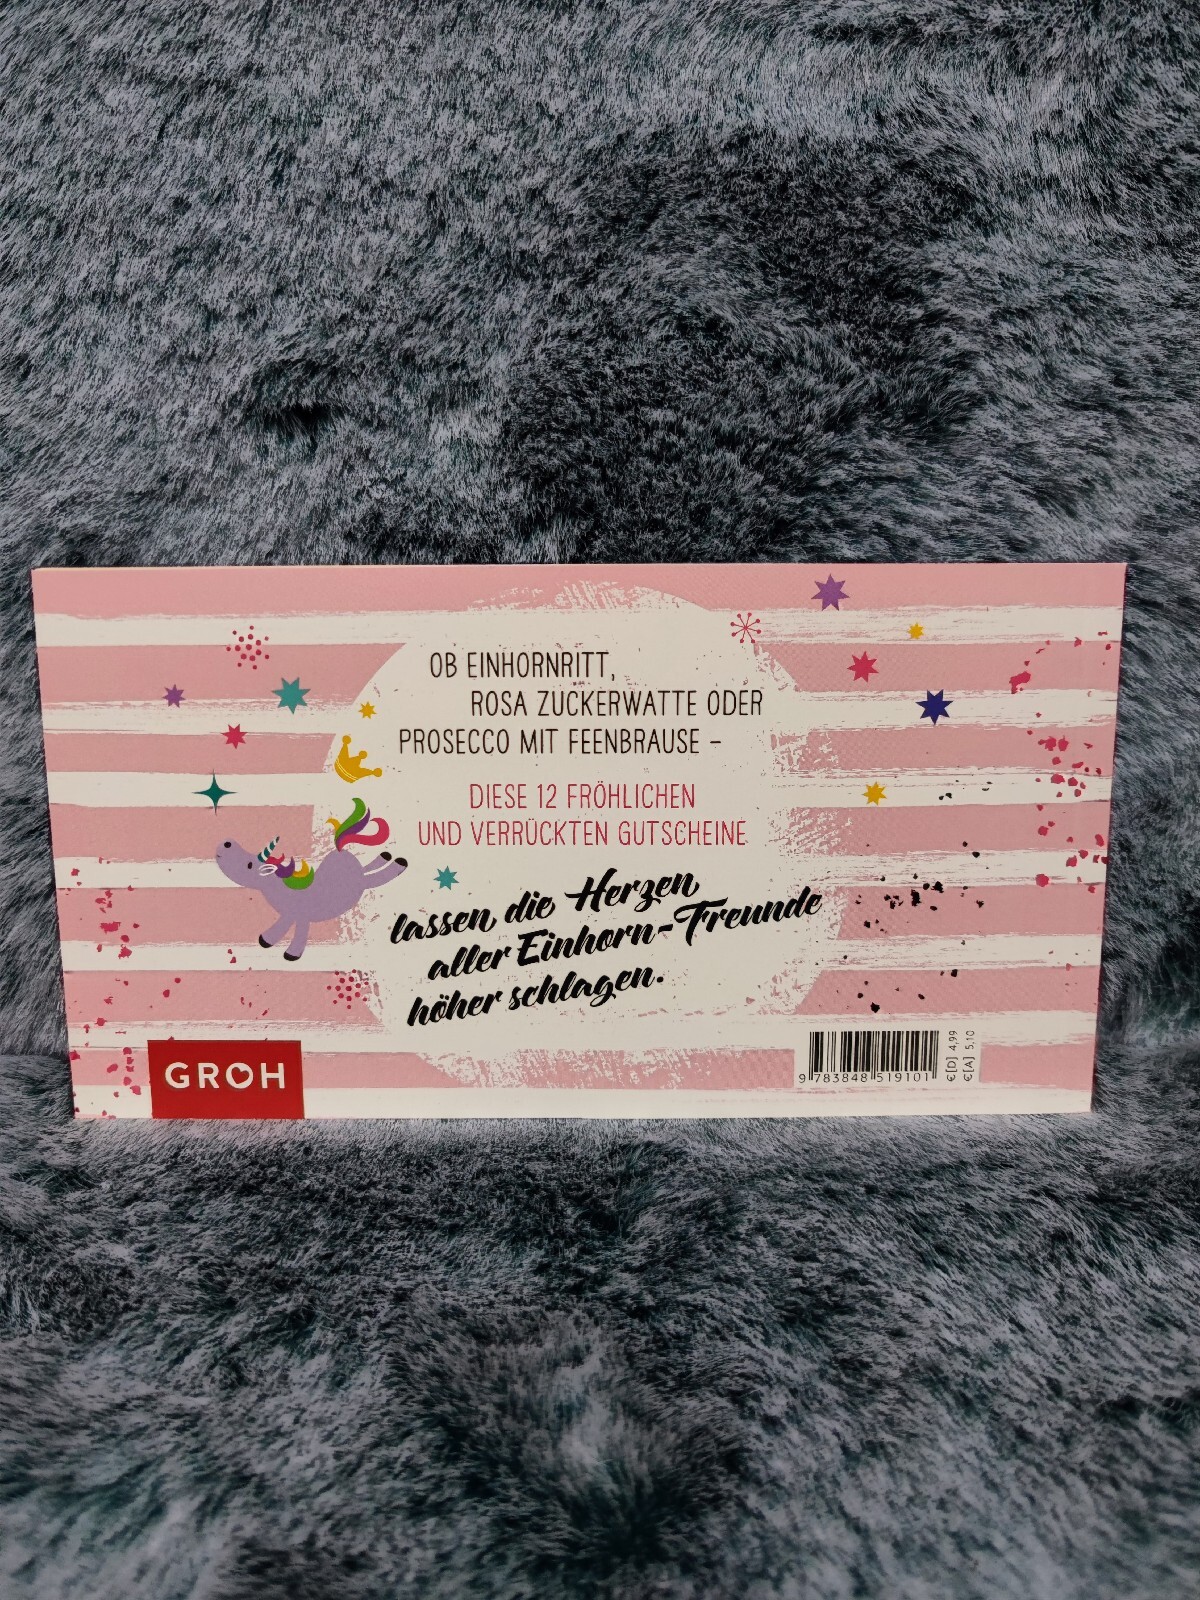 OB EINHORNRITT,
ROSA ZUCKERWATTE ODER
PROSECCO MIT FEENBRAUSE –
DIESE 12 FRÖHLICHEN
UND VERRÜCKTEN GUTSCHEINE
lassen die Herzen
aller Einhorn-Freunde
höher schlagen.
GROH
9 783848 519101
€[D] 4,99
€[A] 5,10